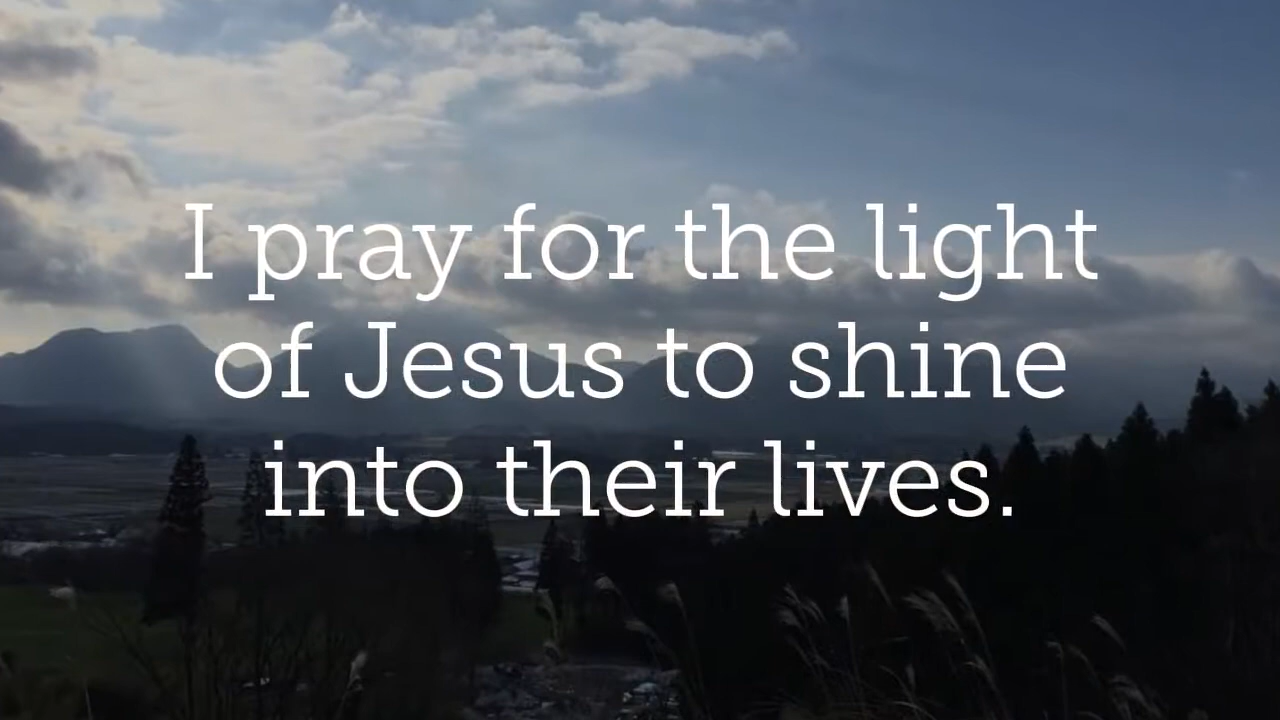 I pray for the light
of Jesus to shine
into their lives.